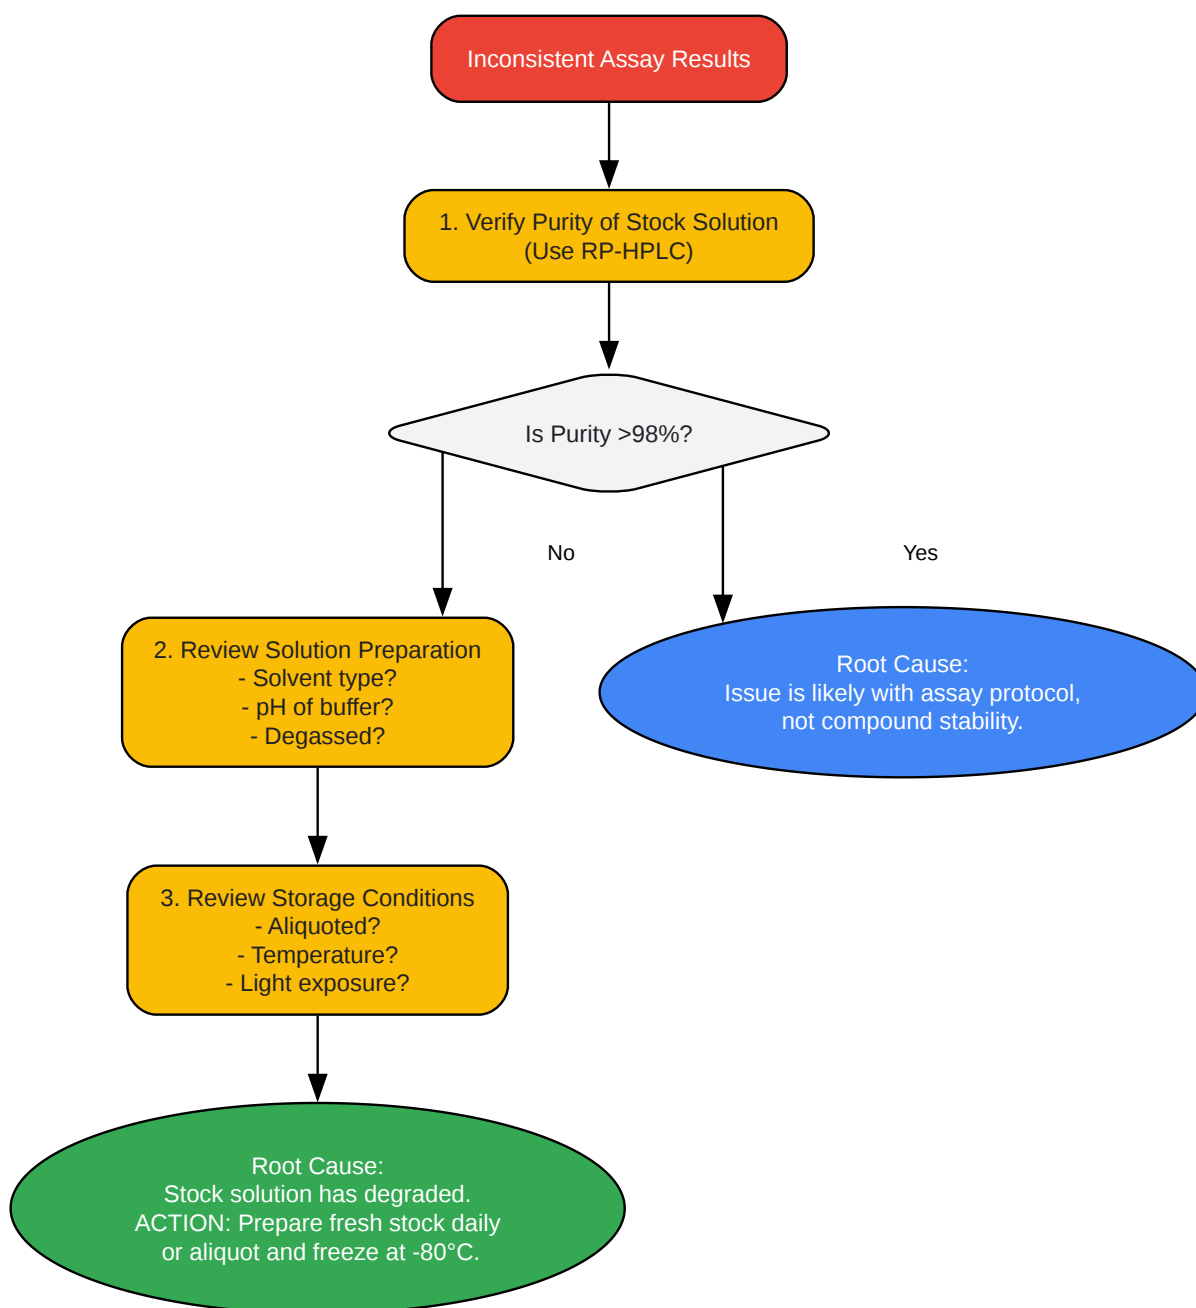 Inconsistent Assay Results
1. Verify Purity of Stock Solution
(Use RP-HPLC)
Is Purity >98%?
No
Yes
2. Review Solution Preparation
- Solvent type?
- pH of buffer?
- Degassed?
Root Cause:
Issue is likely with assay protocol,
not compound stability.
3. Review Storage Conditions
- Aliquoted?
- Temperature?
- Light exposure?
Root Cause:
Stock solution has degraded.
ACTION: Prepare fresh stock daily
or aliquot and freeze at -80°C.